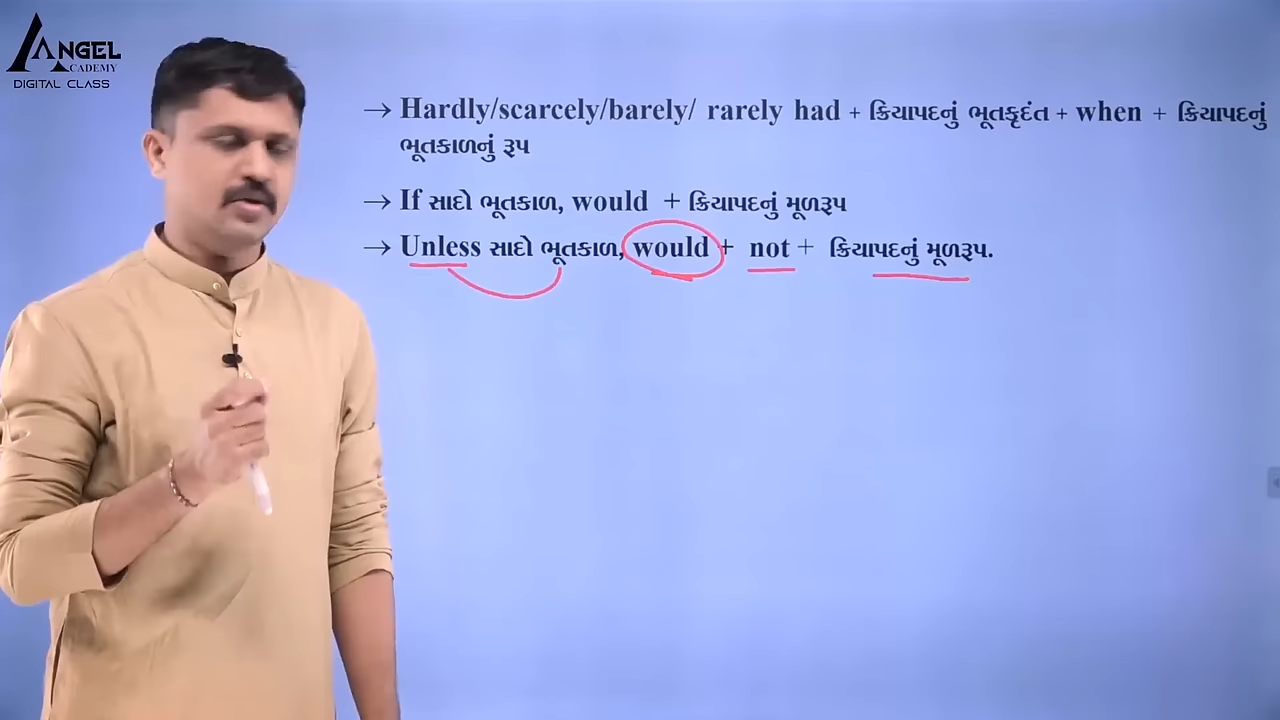 ANGEL
ACADEMY
DIGITAL CLASS
→ Hardly/scarcely/barely/ rarely had + ક્રિયાપદનું ભૂતકૃદંત + when + ક્રિયાપદનું
ભૂતકાળનું રૂપ
→ If સાદો ભૂતકાળ, would + ક્રિયાપદનું મૂળરૂપ
→ Unless સાદો ભૂતકાળ, would + not + ક્રિયાપદનું મૂળરૂપ.